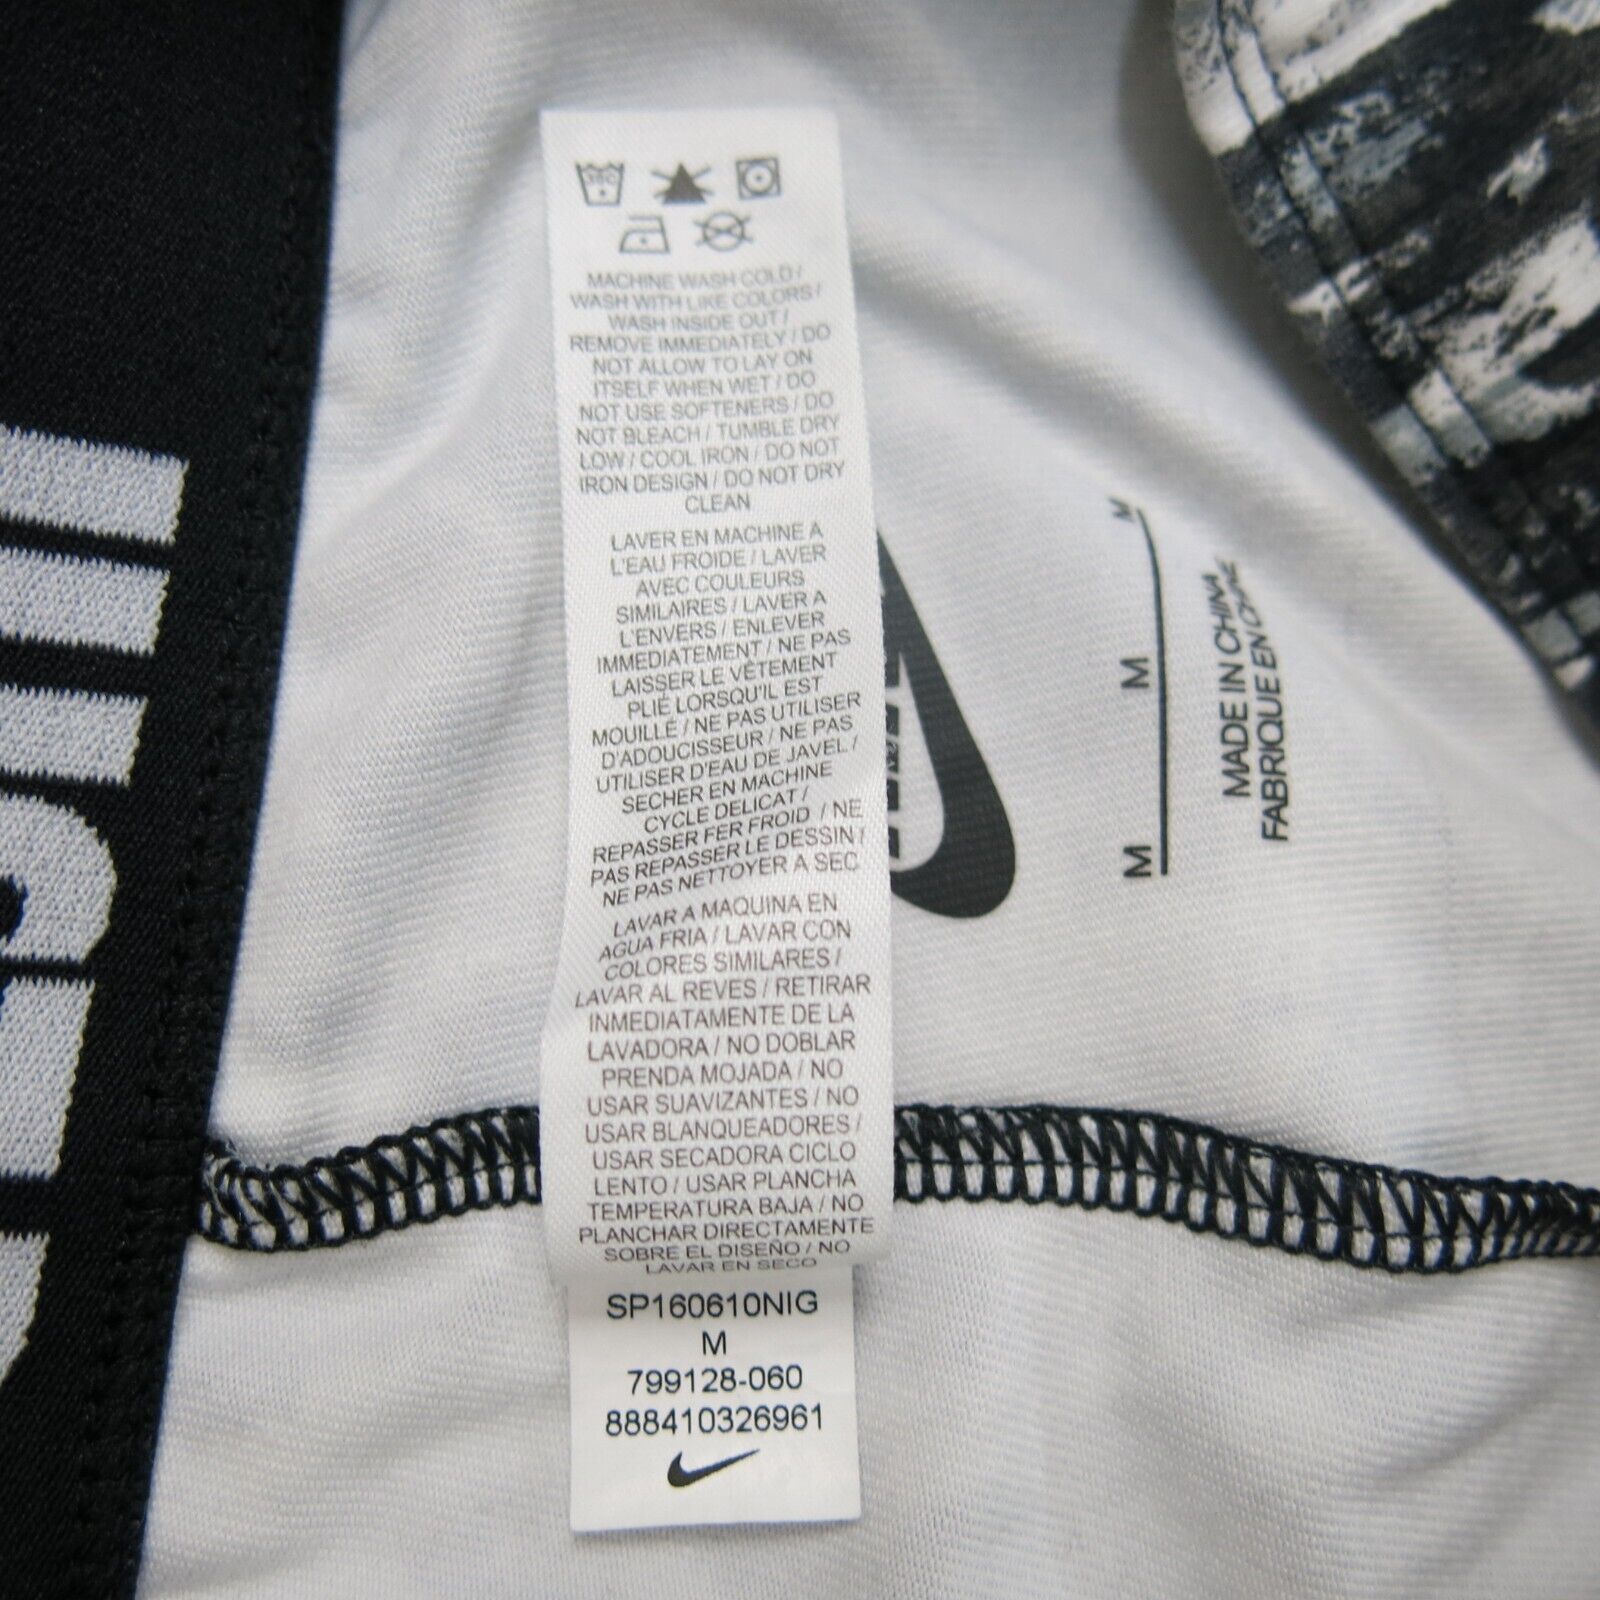 30C
MACHINE WASH COLD /
WASH WITH LIKE COLORS /
WASH INSIDE OUT /
REMOVE IMMEDIATELY / DO
NOT ALLOW TO LAY ON
ITSELF WHEN WET / DO
NOT USE SOFTENERS / DO
NOT BLEACH / TUMBLE DRY
LOW / COOL IRON / DO NOT
IRON DESIGN / DO NOT DRY
CLEAN
LAVER EN MACHINE A
L'EAU FROIDE / LAVER
AVEC COULEURS
SIMILAIRES / LAVER A
L'ENVERS / ENLEVER
IMMEDIATEMENT / NE PAS
LAISSER LE VÊTEMENT
PLIÉ LORSQU'IL EST
MOUILLÉ / NE PAS UTILISER
D'ADOUCISSEUR / NE PAS
UTILISER D'EAU DE JAVEL /
SECHER EN MACHINE
CYCLE DELICAT /
REPASSER FER FROID / NE
PAS REPASSER LE DESSIN /
NE PAS NETTOYER A SEC
LAVAR A MAQUINA EN
AGUA FRIA / LAVAR CON
COLORES SIMILARES /
LAVAR AL REVES / RETIRAR
INMEDIATAMENTE DE LA
LAVADORA / NO DOBLAR
PRENDA MOJADA / NO
USAR SUAVIZANTES / NO
USAR BLANQUEADORES /
USAR SECADORA CICLO
LENTO / USAR PLANCHA
TEMPERATURA BAJA / NO
PLANCHAR DIRECTAMENTE
SOBRE EL DISEÑO / NO
LAVAR EN SECO
SP160610NIG
M
799128-060
888410326961
M M M
MADE IN CHINA
FABRIQUE EN CHINE